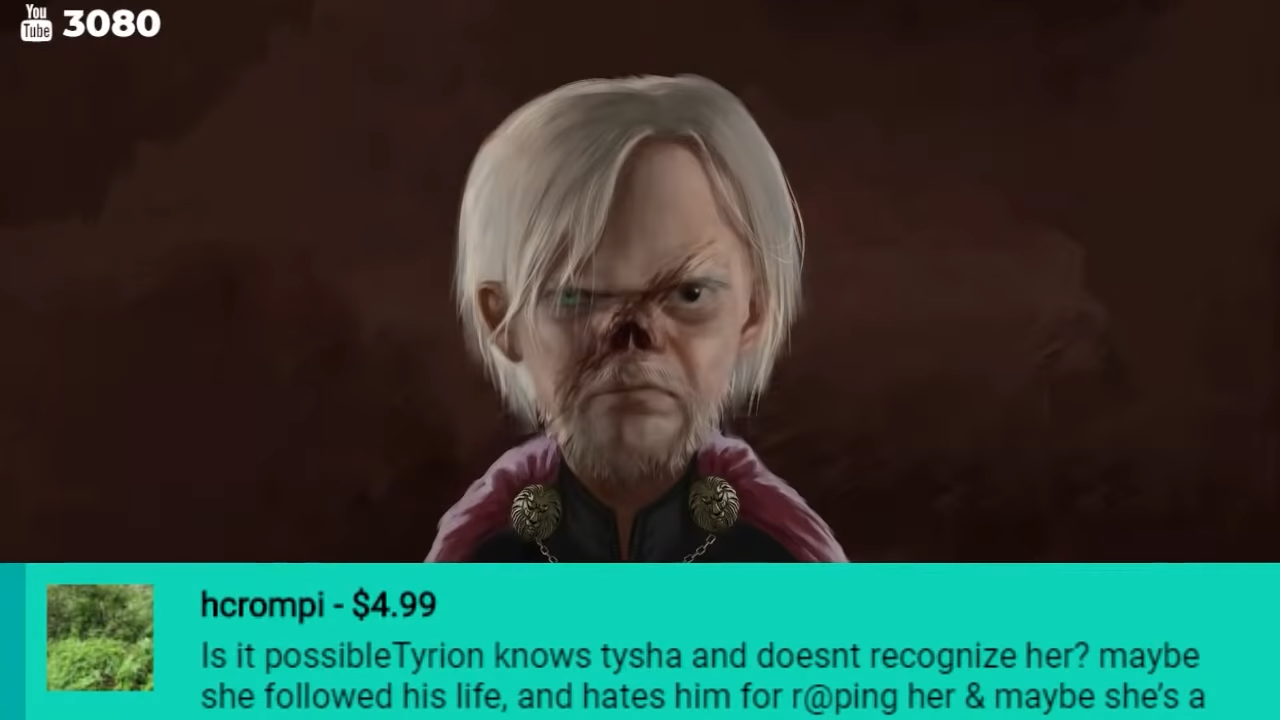 You
Tube 3080
hcrompi - $4.99
Is it possibleTyrion knows tysha and doesnt recognize her? maybe
she followed his life, and hates him for r@ping her & maybe she's a